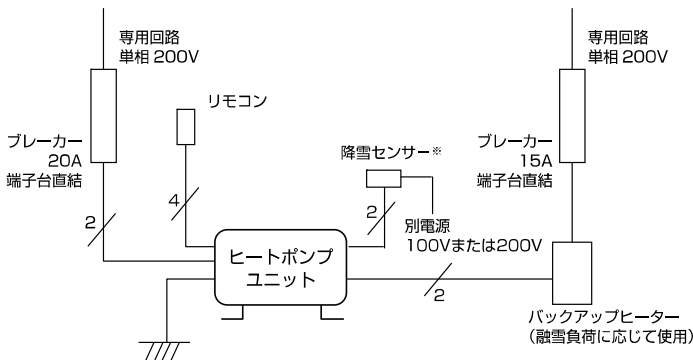 専用回路
単相 200V
ブレーカー
20A
端子台直結
2
リモコン
4
降雪センサー※
2
別電源
100Vまたは200V
ヒートポンプ
ユニット
2
専用回路
単相 200V
ブレーカー
15A
端子台直結
バックアップヒーター
（融雪負荷に応じて使用）